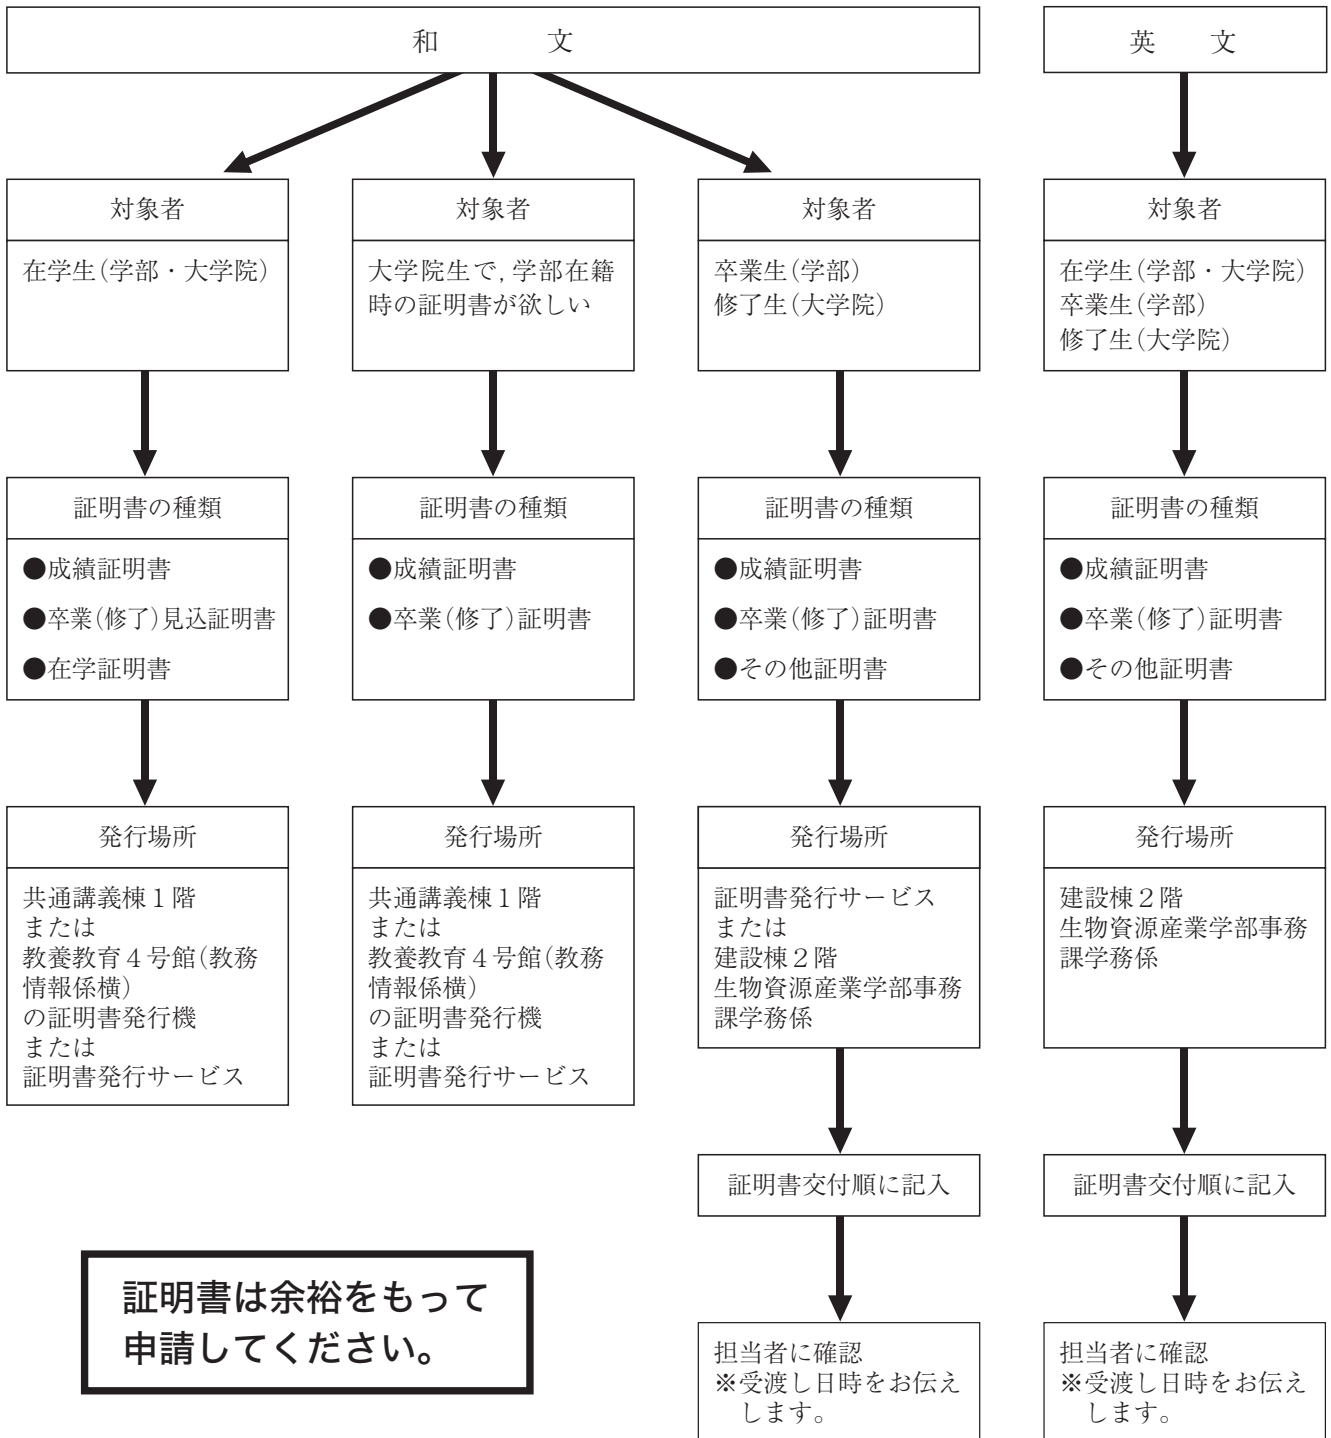 和　文
対象者
在学生(学部・大学院)
証明書の種類
●成績証明書
●卒業(修了)見込証明書
●在学証明書
発行場所
共通講義棟１階
または
教養教育４号館(教務
情報係横)
の証明書発行機
または
証明書発行サービス
対象者
大学院生で,学部在籍
時の証明書が欲しい
証明書の種類
●成績証明書
●卒業(修了)証明書
発行場所
共通講義棟１階
または
教養教育４号館(教務
情報係横)
の証明書発行機
または
証明書発行サービス
対象者
卒業生(学部)
修了生(大学院)
証明書の種類
●成績証明書
●卒業(修了)証明書
●その他証明書
発行場所
証明書発行サービス
または
建設棟２階
生物資源産業学部事務
課学務係
証明書交付順に記入
担当者に確認
※受渡し日時をお伝え
します。
英　文
対象者
在学生(学部・大学院)
卒業生(学部)
修了生(大学院)
証明書の種類
●成績証明書
●卒業(修了)証明書
●その他証明書
発行場所
建設棟２階
生物資源産業学部事務
課学務係
証明書交付順に記入
担当者に確認
※受渡し日時をお伝え
します。
証明書は余裕をもって
申請してください。